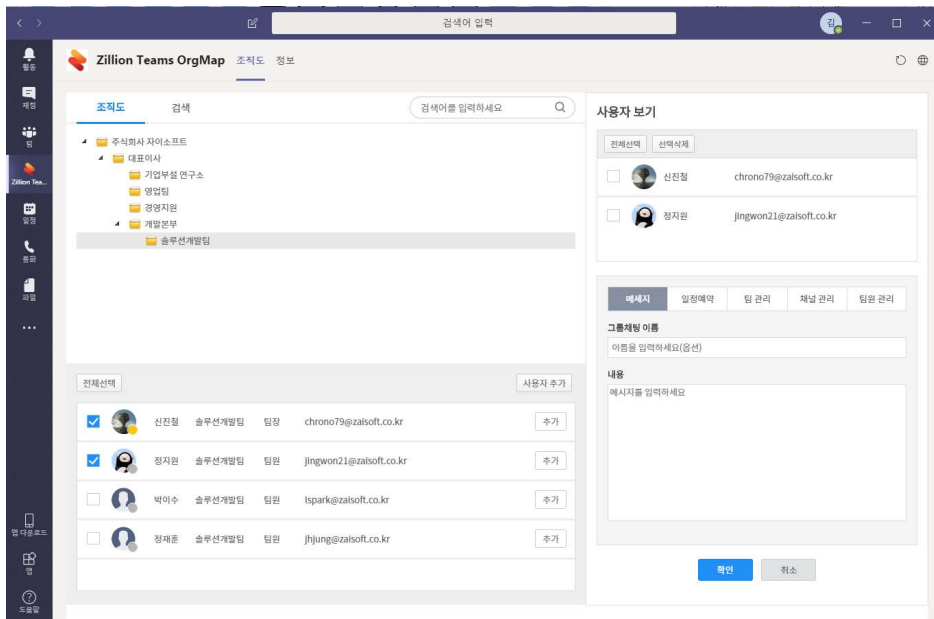 검색어 입력
김
활동
채팅
팀
Zillion Tea...
일정
통화
파일
앱 다운로드
앱
도움말
Zillion Teams OrgMap 조직도 정보
조직도 검색 검색어를 입력하세요
주식회사 자이소프트
대표이사
기업부설 연구소
영업팀
경영지원
개발본부
솔루션개발팀
전체선택 사용자 추가
신진철 솔루션개발팀 팀장 chrono79@zaisoft.co.kr 추가
정지원 솔루션개발팀 팀원 jingwon21@zaisoft.co.kr 추가
박이수 솔루션개발팀 팀원 lspark@zaisoft.co.kr 추가
정재훈 솔루션개발팀 팀원 jhjung@zaisoft.co.kr 추가
사용자 보기
전체선택 선택삭제
신진철 chrono79@zaisoft.co.kr
정지원 jingwon21@zaisoft.co.kr
메세지 일정예약 팀 관리 채널 관리 팀원 관리
그룹채팅 이름
이름을 입력하세요(옵션)
내용
메시지를 입력하세요
확인 취소